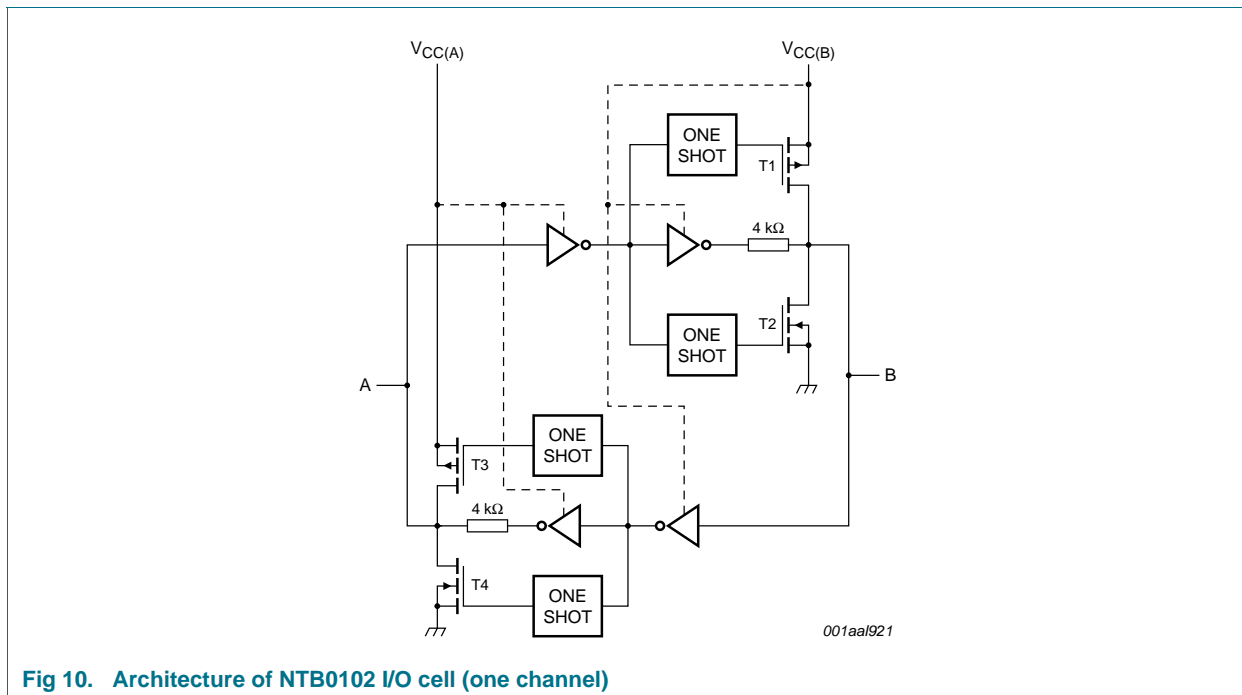 VCC(A)
VCC(B)
ONE
SHOT
T1
4 kΩ
ONE
SHOT
T2
A
B
ONE
SHOT
T3
4 kΩ
T4
ONE
SHOT
001aal921
Fig 10. Architecture of NTB0102 I/O cell (one channel)